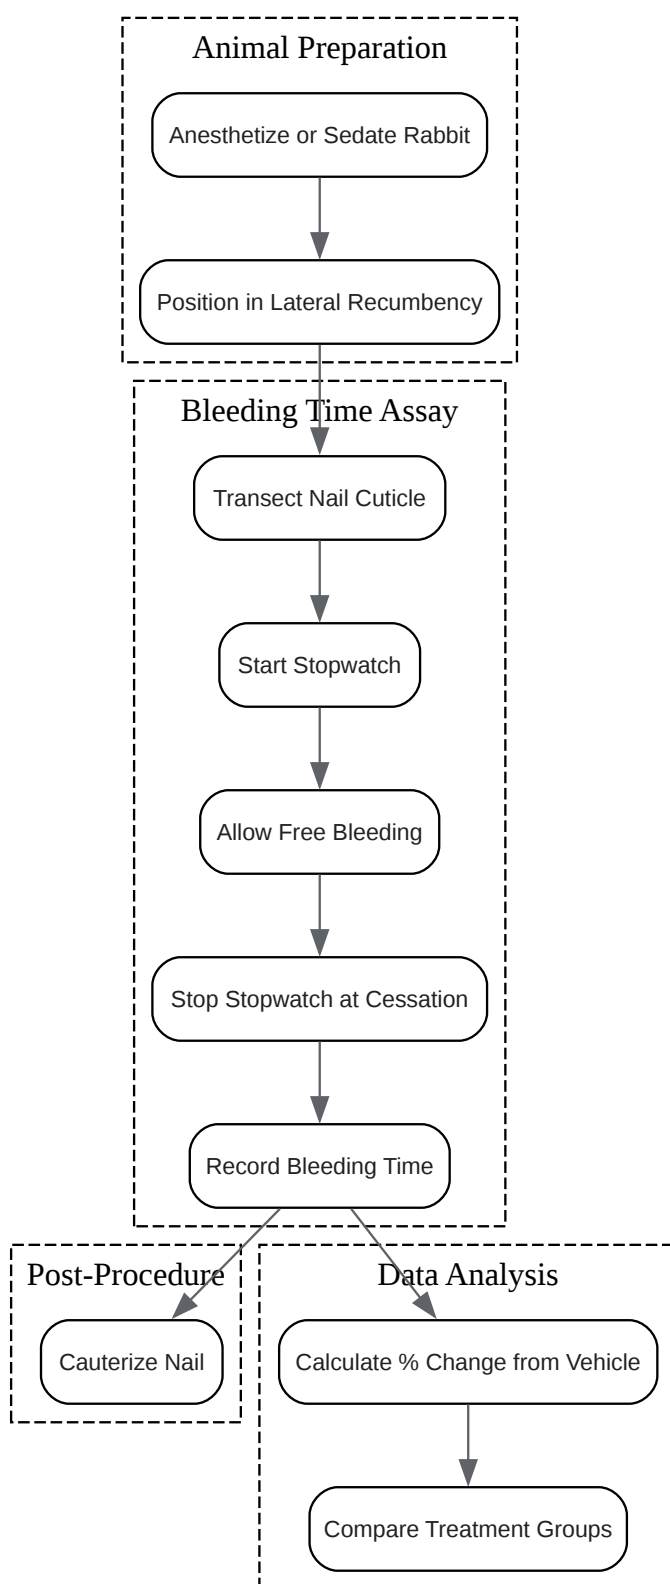 Animal Preparation
Anesthetize or Sedate Rabbit
Position in Lateral Recumbency
Bleeding Time Assay
Transect Nail Cuticle
Start Stopwatch
Allow Free Bleeding
Stop Stopwatch at Cessation
Record Bleeding Time
Post-Procedure
Cauterize Nail
Data Analysis
Calculate % Change from Vehicle
Compare Treatment Groups